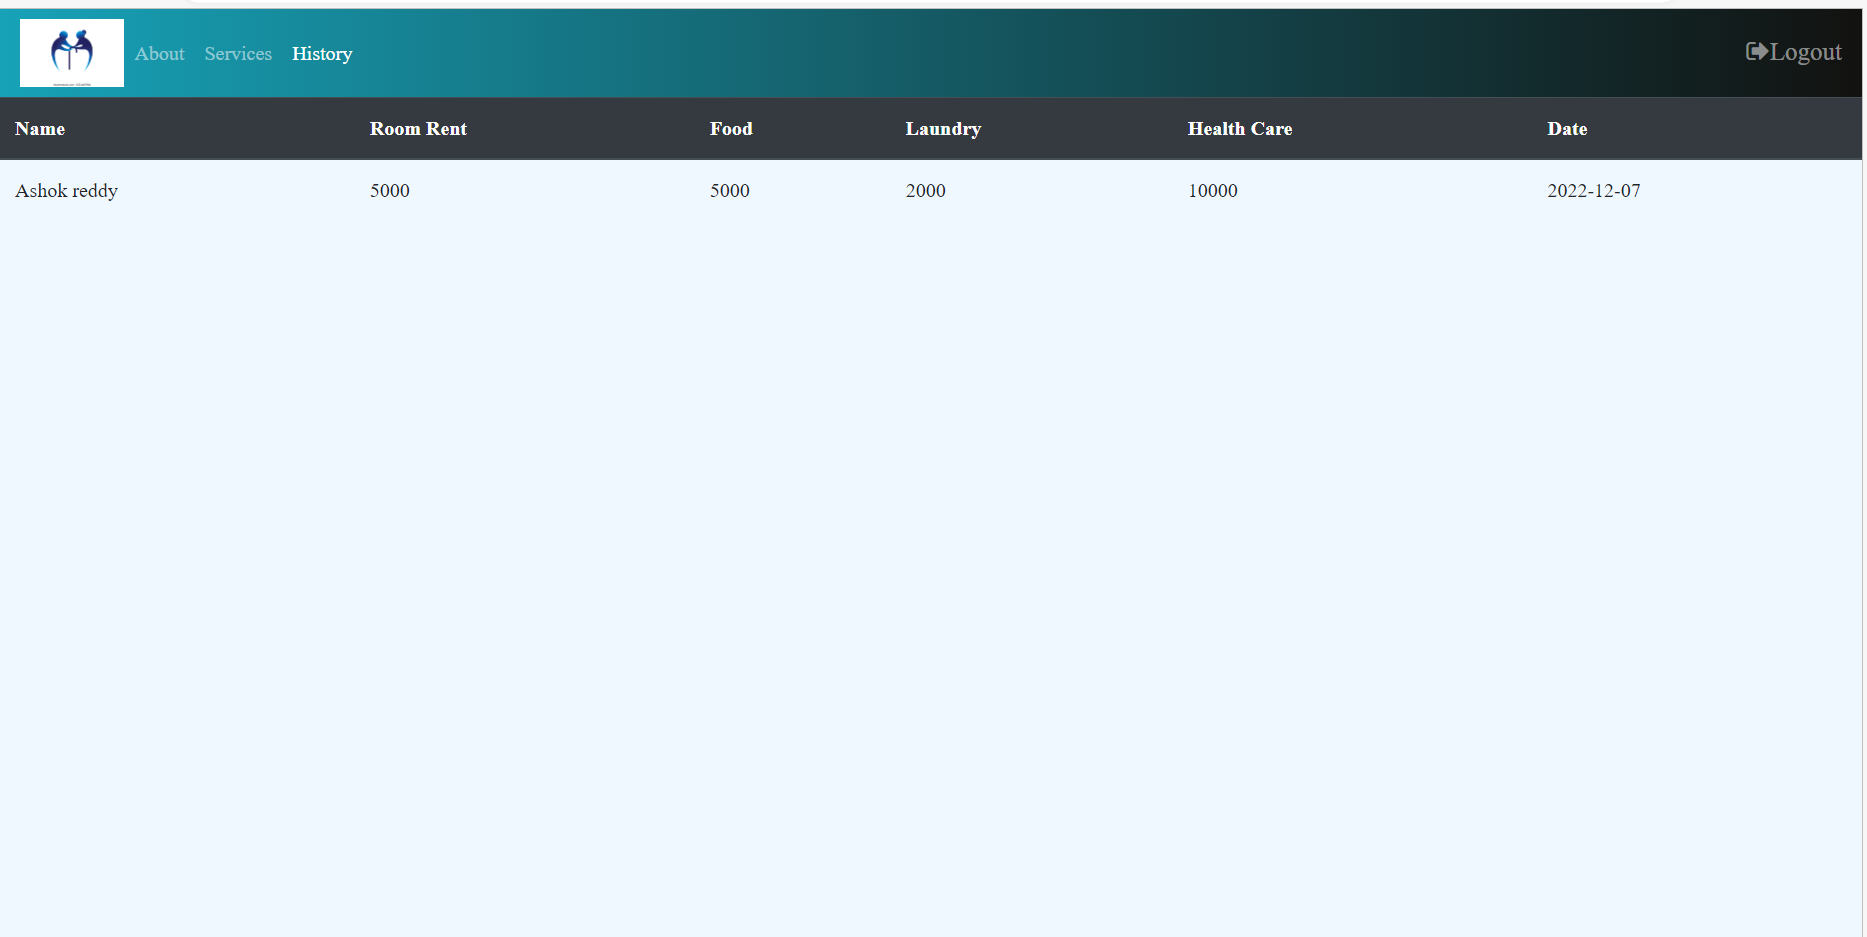 About Services History Logout
Name Room Rent Food Laundry Health Care Date
Ashok reddy 5000 5000 2000 10000 2022-12-07